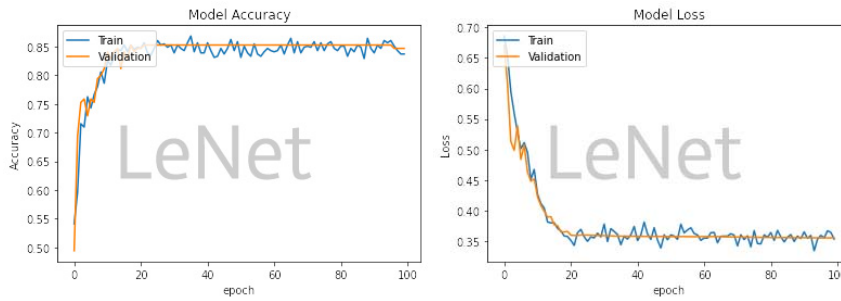 Model Accuracy
Train
Validation
0.85
0.80
0.75
0.70
0.65
0.60
0.55
0.50
Accuracy
LeNet
0
20
40
60
80
100
epoch
Model Loss
Train
Validation
0.70
0.65
0.60
0.55
0.50
0.45
0.40
0.35
Loss
LeNet
0
20
40
60
80
100
epoch